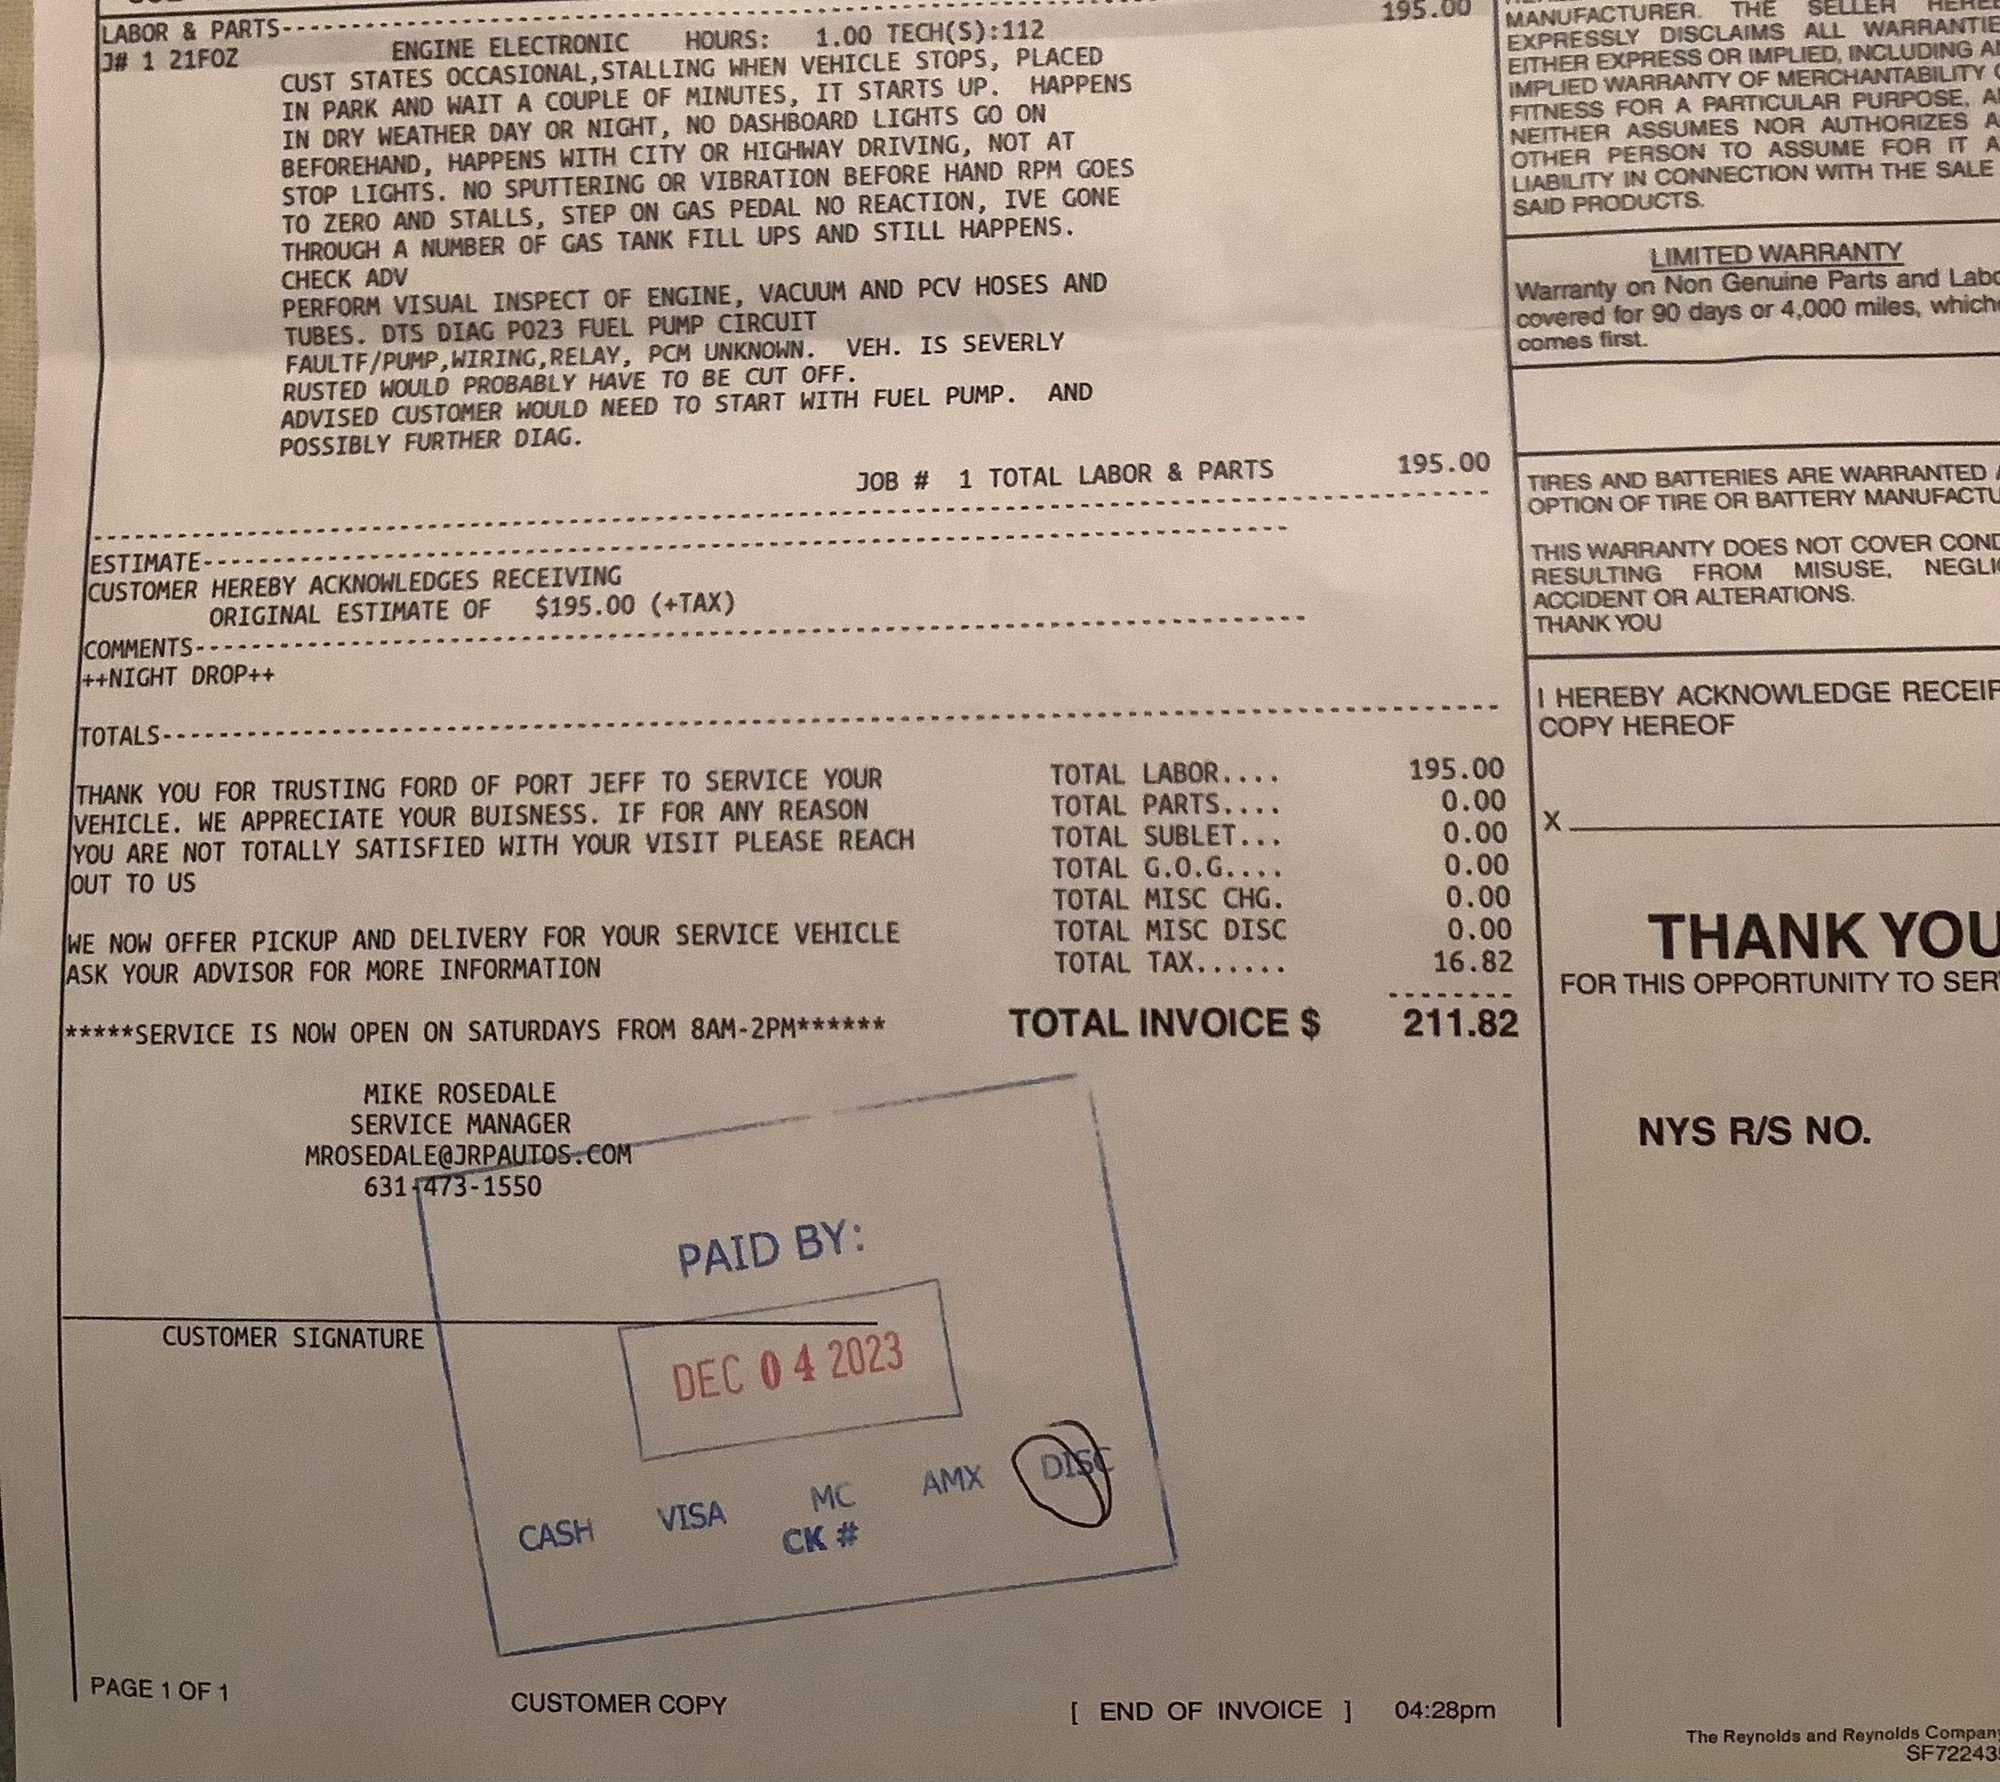 LABOR & PARTS--------------------
195.00
J# 1 21FOZ ENGINE ELECTRONIC HOURS: 1.00 TECH(S):112
CUST STATES OCCASIONAL,STALLING WHEN VEHICLE STOPS, PLACED
IN PARK AND WAIT A COUPLE OF MINUTES, IT STARTS UP. HAPPENS
IN DRY WEATHER DAY OR NIGHT, NO DASHBOARD LIGHTS GO ON
BEFOREHAND, HAPPENS WITH CITY OR HIGHWAY DRIVING, NOT AT
STOP LIGHTS. NO SPUTTERING OR VIBRATION BEFORE HAND RPM GOES
TO ZERO AND STALLS, STEP ON GAS PEDAL NO REACTION, IVE GONE
THROUGH A NUMBER OF GAS TANK FILL UPS AND STILL HAPPENS.
CHECK ADV
PERFORM VISUAL INSPECT OF ENGINE, VACUUM AND PCV HOSES AND
TUBES. DTS DIAG P023 FUEL PUMP CIRCUIT
FAULTF/PUMP,WIRING,RELAY, PCM UNKNOWN. VEH. IS SEVERLY
RUSTED WOULD PROBABLY HAVE TO BE CUT OFF.
ADVISED CUSTOMER WOULD NEED TO START WITH FUEL PUMP. AND
POSSIBLY FURTHER DIAG.
JOB # 1 TOTAL LABOR & PARTS 195.00
ESTIMATE--------------------
CUSTOMER HEREBY ACKNOWLEDGES RECEIVING
ORIGINAL ESTIMATE OF $195.00 (+TAX)
COMMENTS--------------------
++NIGHT DROP++
TOTALS--------------------
THANK YOU FOR TRUSTING FORD OF PORT JEFF TO SERVICE YOUR
VEHICLE. WE APPRECIATE YOUR BUISNESS. IF FOR ANY REASON
YOU ARE NOT TOTALLY SATISFIED WITH YOUR VISIT PLEASE REACH
OUT TO US
WE NOW OFFER PICKUP AND DELIVERY FOR YOUR SERVICE VEHICLE
ASK YOUR ADVISOR FOR MORE INFORMATION
*****SERVICE IS NOW OPEN ON SATURDAYS FROM 8AM-2PM******
TOTAL LABOR.... 195.00
TOTAL PARTS.... 0.00
TOTAL SUBLET... 0.00
TOTAL G.O.G.... 0.00
TOTAL MISC CHG. 0.00
TOTAL MISC DISC 0.00
TOTAL TAX...... 16.82
TOTAL INVOICE $ 211.82
MIKE ROSEDALE
SERVICE MANAGER
MROSEDALE@JRPAUTOS.COM
631-473-1550
PAID BY:
DEC 04 2023
CASH VISA MC AMX DISC
CK #
CUSTOMER SIGNATURE
PAGE 1 OF 1 CUSTOMER COPY [ END OF INVOICE ] 04:28pm
MANUFACTURER. THE SELLER
EXPRESSLY DISCLAIMS ALL
EITHER EXPRESS OR IMPLIED, INCLUDING
IMPLIED WARRANTY OF MERCHANTABILITY
FITNESS FOR A PARTICULAR PURPOSE,
NEITHER ASSUMES NOR AUTHORIZES
OTHER PERSON TO ASSUME FOR IT
LIABILITY IN CONNECTION WITH THE SALE
SAID PRODUCTS.
LIMITED WARRANTY
Warranty on Non Genuine Parts and
covered for 90 days or 4,000 miles,
comes first.
TIRES AND BATTERIES ARE WARRANTED
OPTION OF TIRE OR BATTERY
THIS WARRANTY DOES NOT COVER
RESULTING FROM MISUSE,
ACCIDENT OR ALTERATIONS.
THANK YOU
I HEREBY ACKNOWLEDGE
COPY HEREOF
X
THANK YOU
FOR THIS OPPORTUNITY TO
NYS R/S NO.
The Reynolds and Reynolds Company
SF72243